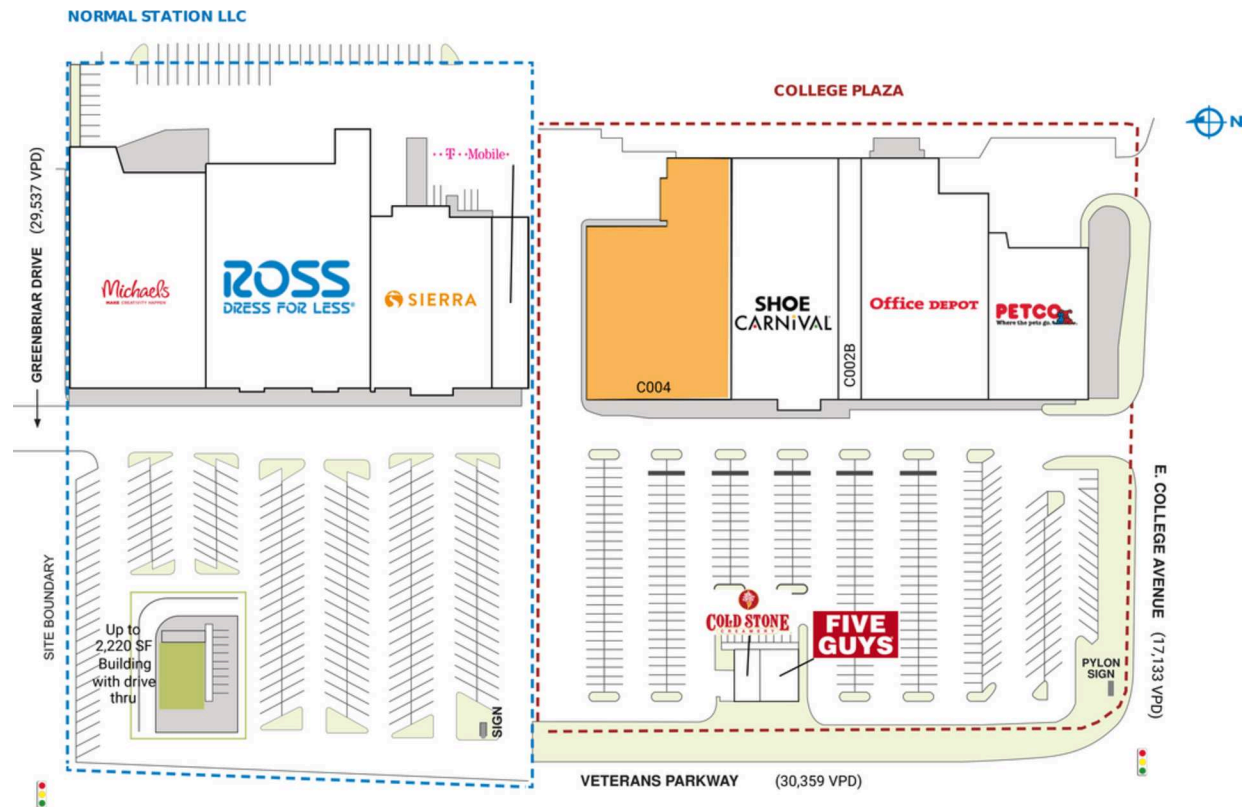 NORMAL STATION LLC
COLLEGE PLAZA
N
GREENBRIAR DRIVE (29,537 VPD)
T Mobile
Michaels
MAKE CREATIVITY HAPPEN
ROSS
DRESS FOR LESS®
SIERRA
C004
SHOE
CARNIVAL
C002B
Office DEPOT
PETCO
Where the pets go.
SITE BOUNDARY
Up to
2,220 SF
Building
with drive
thru
SIGN
COLD STONE
CREAMERY
FIVE
GUYS
PYLON
SIGN
E. COLLEGE AVENUE (17,133 VPD)
VETERANS PARKWAY (30,359 VPD)